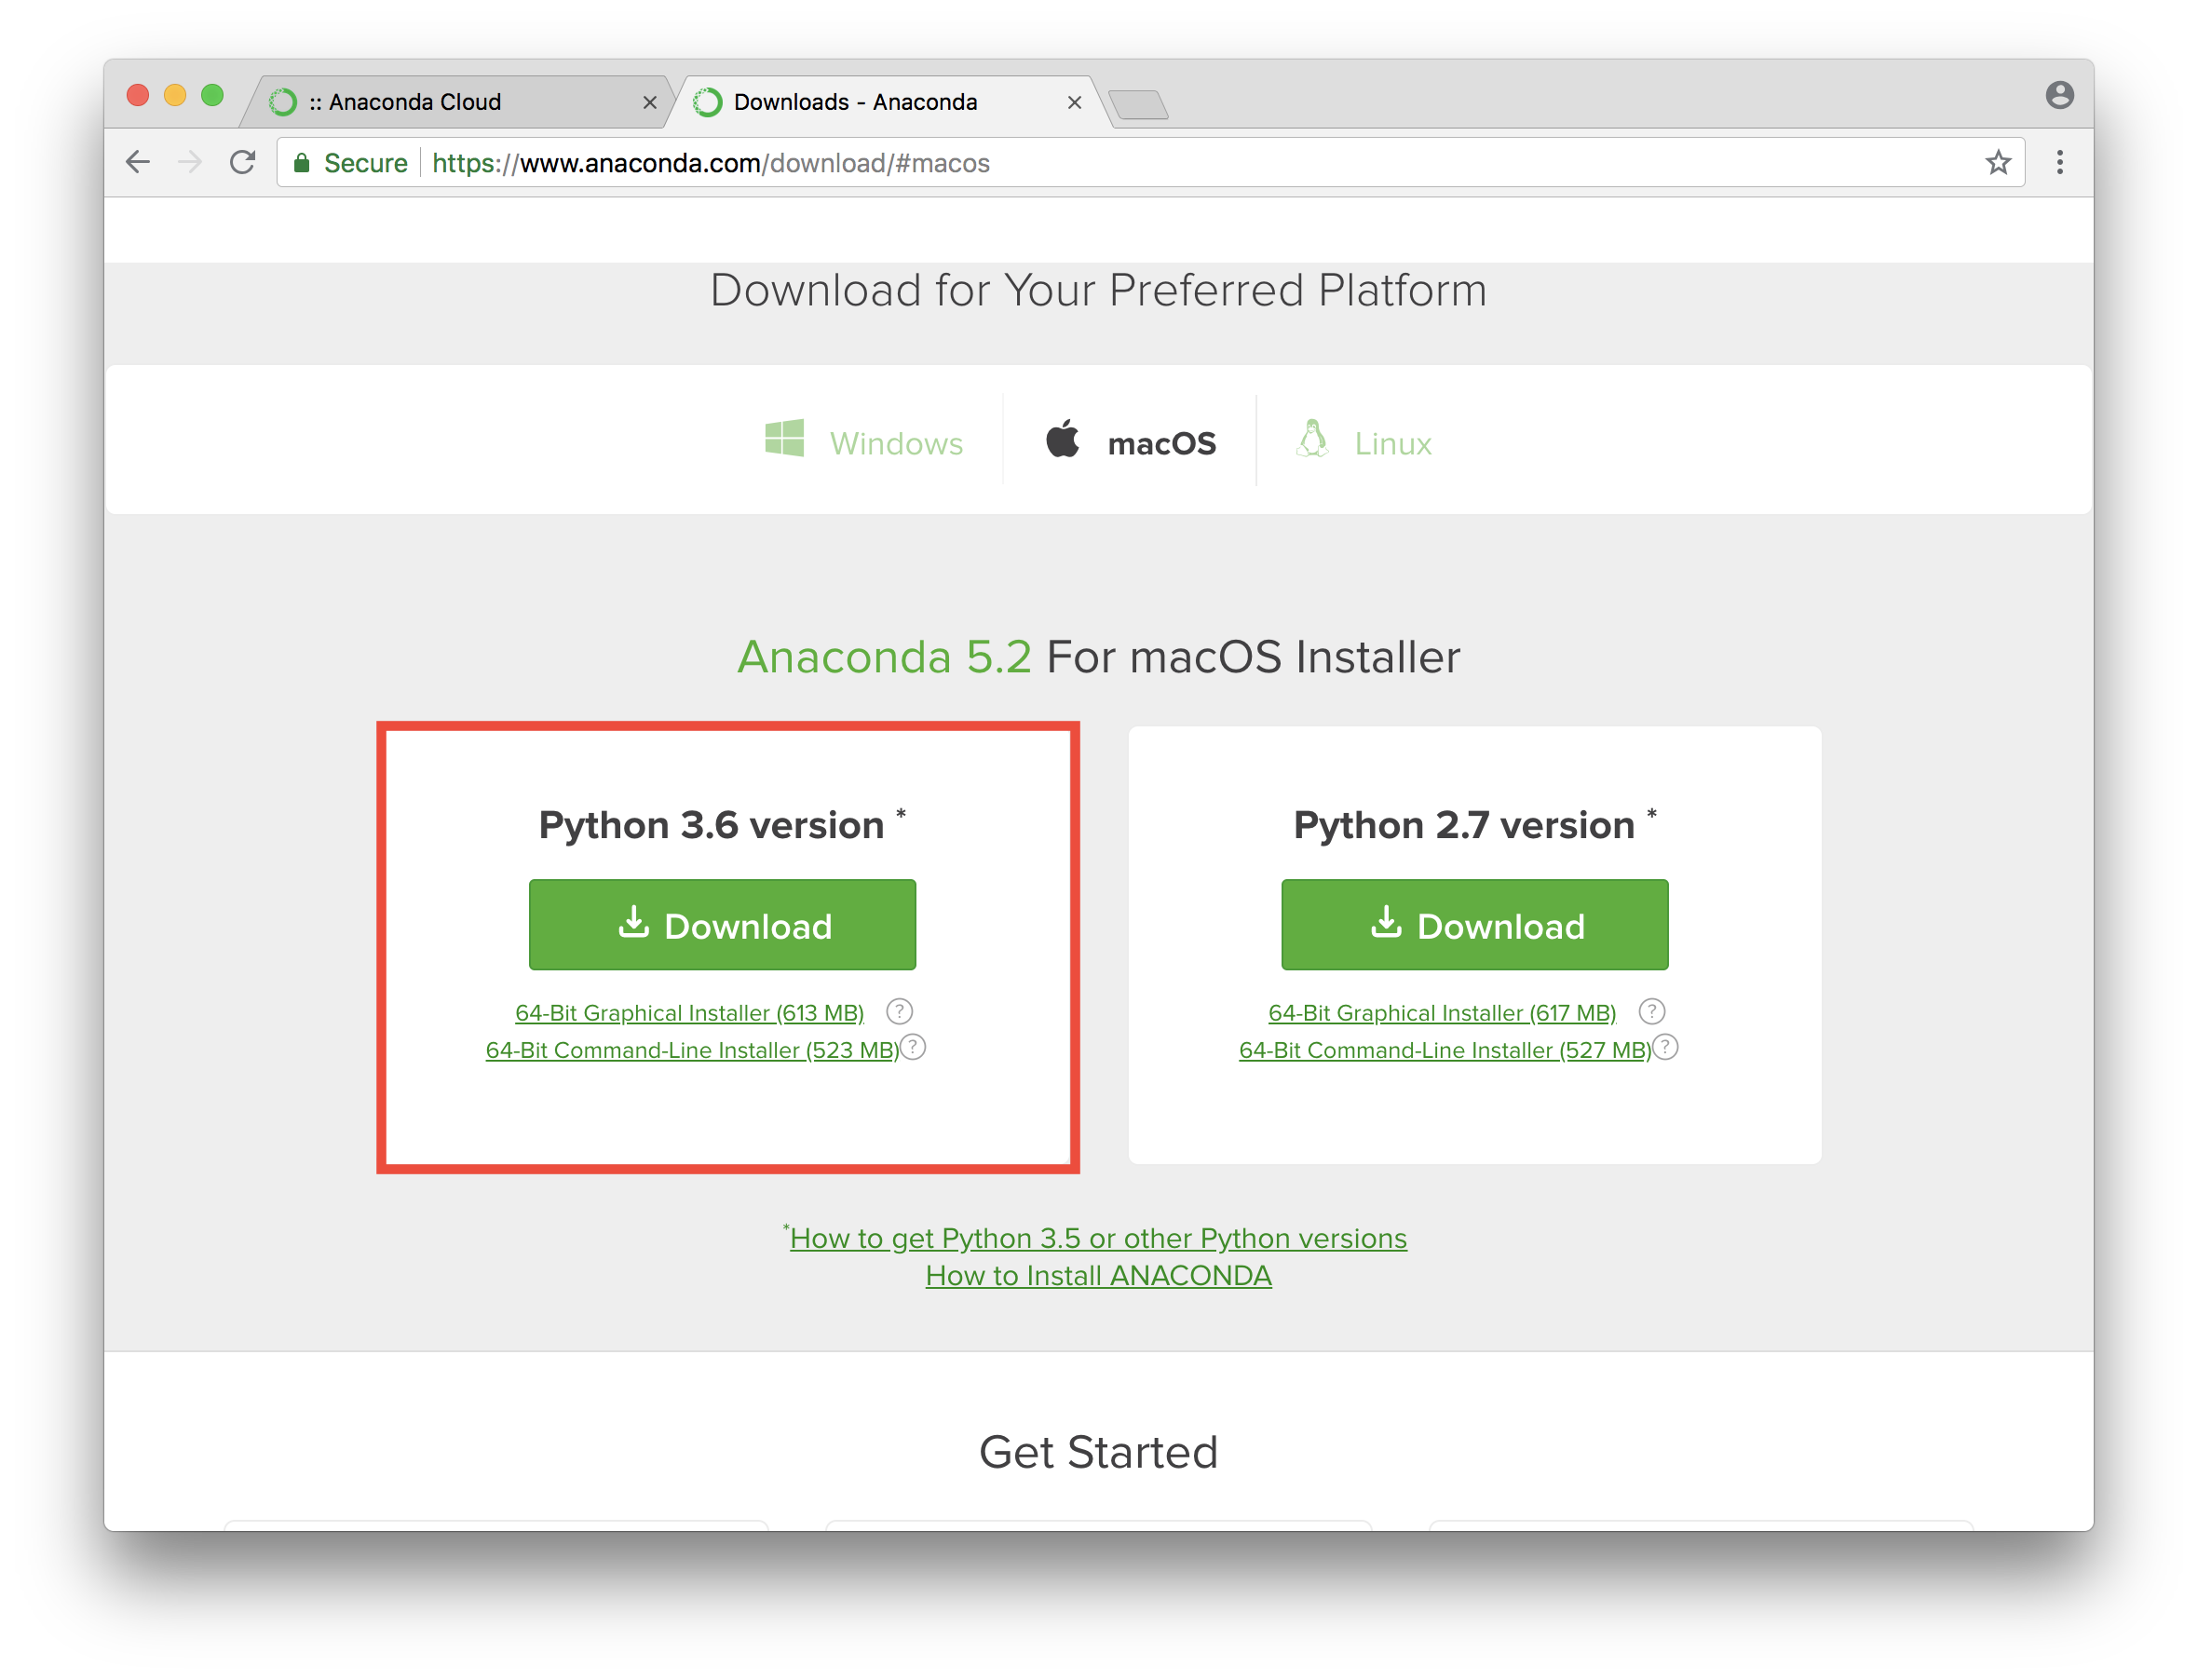 :: Anaconda Cloud
Downloads - Anaconda
Secure https://www.anaconda.com/download/#macos
Download for Your Preferred Platform
Windows macOS Linux
Anaconda 5.2 For macOS Installer
Python 3.6 version *
Download
64-Bit Graphical Installer (613 MB) ?
64-Bit Command-Line Installer (523 MB) ?
Python 2.7 version *
Download
64-Bit Graphical Installer (617 MB) ?
64-Bit Command-Line Installer (527 MB) ?
*How to get Python 3.5 or other Python versions
How to Install ANACONDA
Get Started